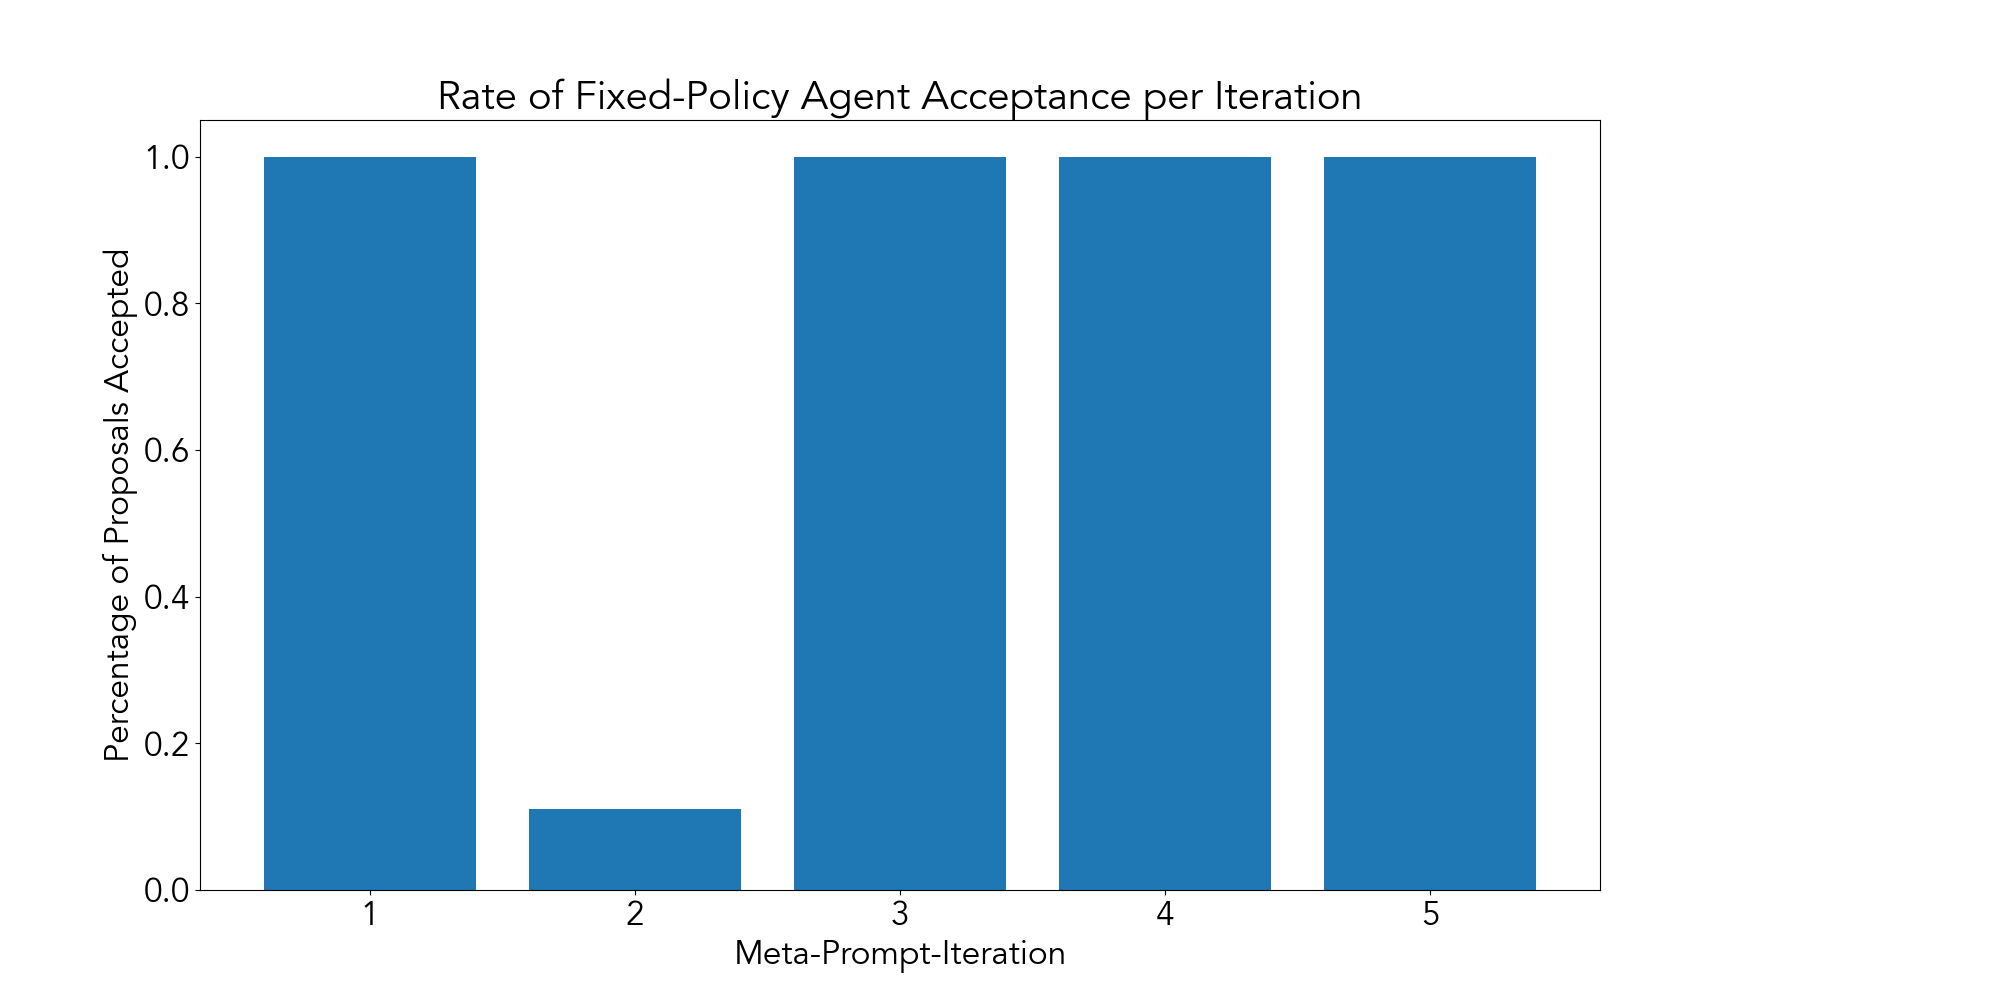 Rate of Fixed-Policy Agent Acceptance per Iteration
Percentage of Proposals Accepted
1.0
0.8
0.6
0.4
0.2
0.0
1 2 3 4 5
Meta-Prompt-Iteration